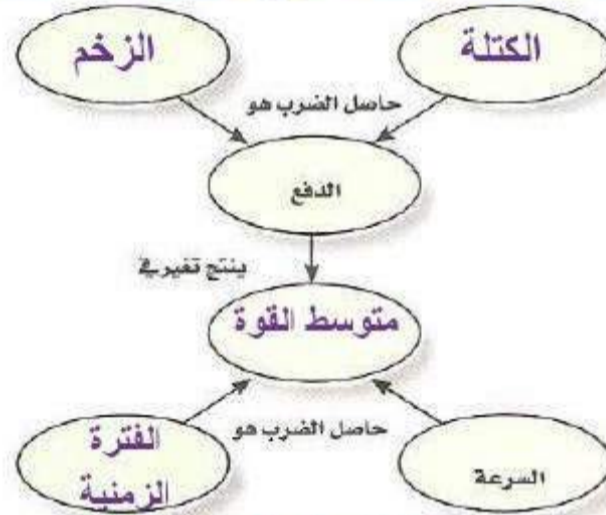 الكتلة
الزخم
حاصل الضرب هو
الدفع
ينتج تغير في
متوسط القوة
حاصل الضرب هو
الفترة
الزمنية
السرعة